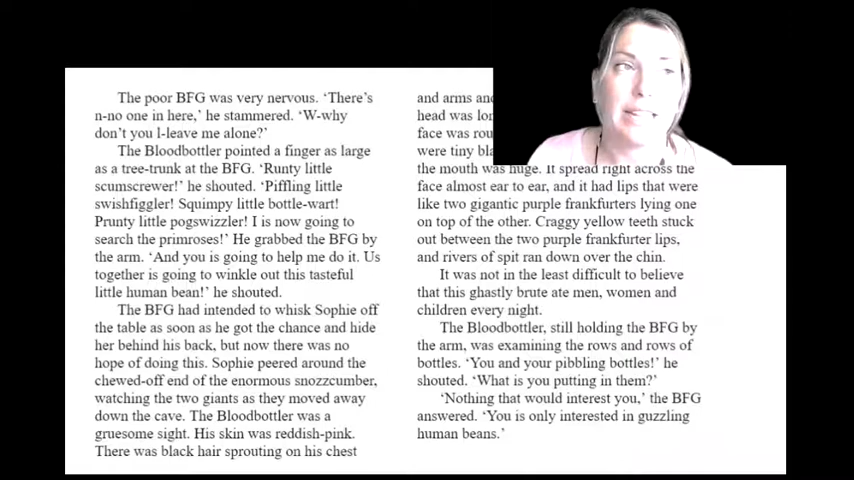 The poor BFG was very nervous. ‘There’s
n-no one in here,’ he stammered. ‘W-why
don’t you l-leave me alone?’
The Bloodbottler pointed a finger as large
as a tree-trunk at the BFG. ‘Runty little
scumscrewer!’ he shouted. ‘Piffling little
swishfiggler! Squimpy little bottle-wart!
Prunty little pogswizzler! I is now going to
search the primroses!’ He grabbed the BFG by
the arm. ‘And you is going to help me do it. Us
together is going to winkle out this tasteful
little human bean!’ he shouted.
The BFG had intended to whisk Sophie off
the table as soon as he got the chance and hide
her behind his back, but now there was no
hope of doing this. Sophie peered around the
chewed-off end of the enormous snozzcumber,
watching the two giants as they moved away
down the cave. The Bloodbottler was a
gruesome sight. His skin was reddish-pink.
There was black hair sprouting on his chest
and arms and
head was
face was
were tiny
the mouth was huge. It spread right across the
face almost ear to ear, and it had lips that were
like two gigantic purple frankfurters lying one
on top of the other. Craggy yellow teeth stuck
out between the two purple frankfurter lips,
and rivers of spit ran down over the chin.
It was not in the least difficult to believe
that this ghastly brute ate men, women and
children every night.
The Bloodbottler, still holding the BFG by
the arm, was examining the rows and rows of
bottles. ‘You and your pibbling bottles!’ he
shouted. ‘What is you putting in them?’
‘Nothing that would interest you,’ the BFG
answered. ‘You is only interested in guzzling
human beans.’